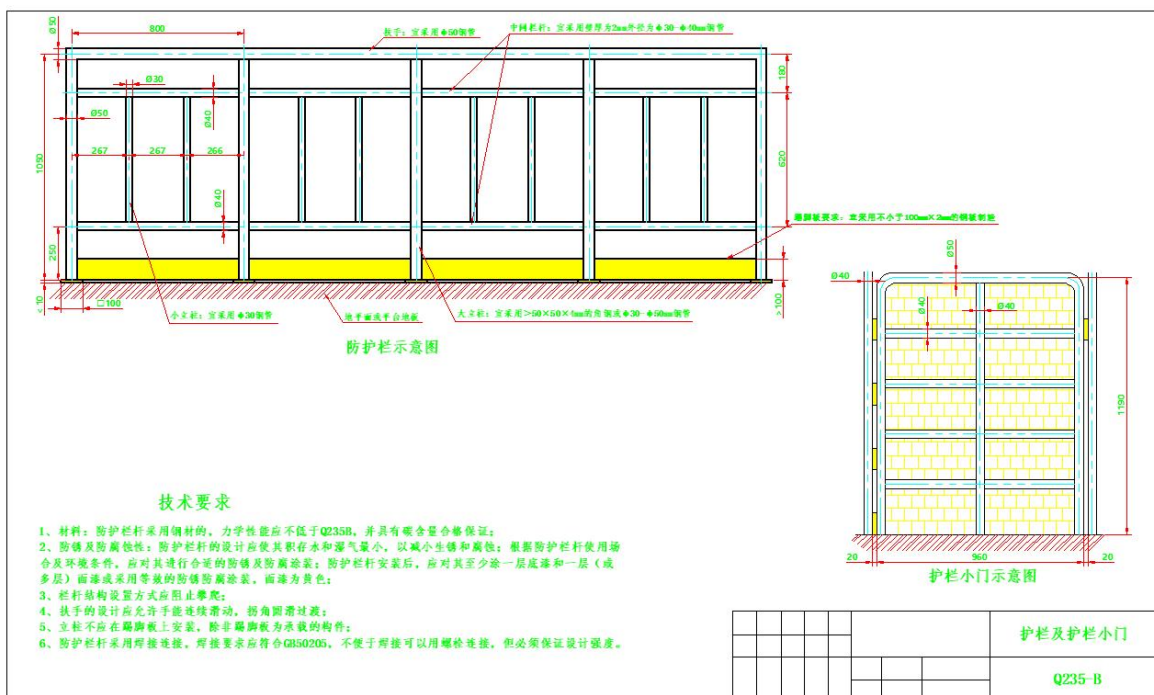 Ø50
800
扶手：宜采用Φ50钢管
中间栏杆：宜采用壁厚为2mm外径为Φ30-Φ40mm钢管
180
Ø30
Ø50
Ø40
1050
267
267
266
620
Ø40
250
踢脚板要求：宜采用不小于100mm×2mm的钢板制造
<10
□100
>100
小立柱：宜采用Φ30钢管
地平面或平台地板
大立柱：宜采用>50×50×4mm的角钢或Φ30-Φ50mm钢管
防护栏示意图
Ø50
Ø40
Ø40
Ø40
1190
20
960
20
护栏小门示意图
技术要求
1、材料：防护栏杆采用钢材的，力学性能应不低于Q235B，并具有碳含量合格保证；
2、防锈及防腐蚀性：防护栏杆的设计应使其积存水和湿气最小，以减小生锈和腐蚀；根据防护栏杆使用场
合及环境条件，应对其进行合适的防锈及防腐涂装；防护栏杆安装后，应对其至少涂一层底漆和一层（或
多层）面漆或采用等效的防锈防腐涂装，面漆为黄色；
3、栏杆结构设置方式应阻止攀爬；
4、扶手的设计应允许手能连续滑动，拐角圆滑过渡；
5、立柱不应在踢脚板上安装，除非踢脚板为承载的构件；
6、防护栏杆采用焊接连接，焊接要求应符合GB50205，不便于焊接可以用螺栓连接，但必须保证设计强度。
护栏及护栏小门
Q235-B